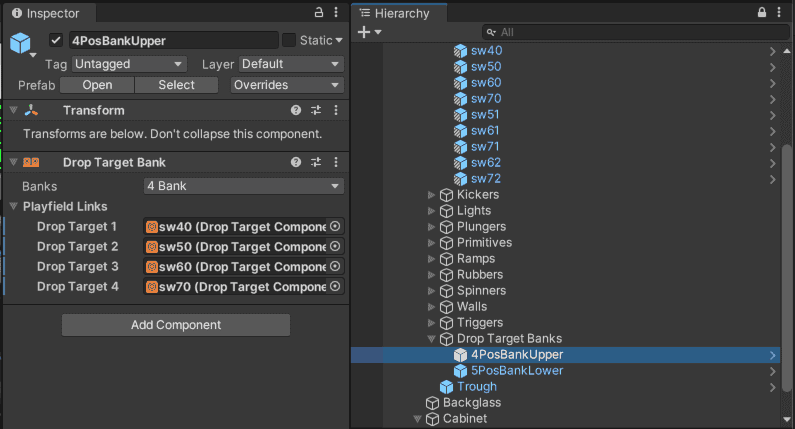 Inspector
4PosBankUpper
Static
Tag Untagged Layer Default
Prefab Open Select Overrides
Transform
Transforms are below. Don't collapse this component.
Drop Target Bank
Banks 4 Bank
Playfield Links
Drop Target 1 sw40 (Drop Target Compone
Drop Target 2 sw50 (Drop Target Compone
Drop Target 3 sw60 (Drop Target Compone
Drop Target 4 sw70 (Drop Target Compone
Add Component
Hierarchy
All
sw40
sw50
sw60
sw70
sw51
sw61
sw71
sw62
sw72
Kickers
Lights
Plungers
Primitives
Ramps
Rubbers
Spinners
Walls
Triggers
Drop Target Banks
4PosBankUpper
5PosBankLower
Trough
Backglass
Cabinet